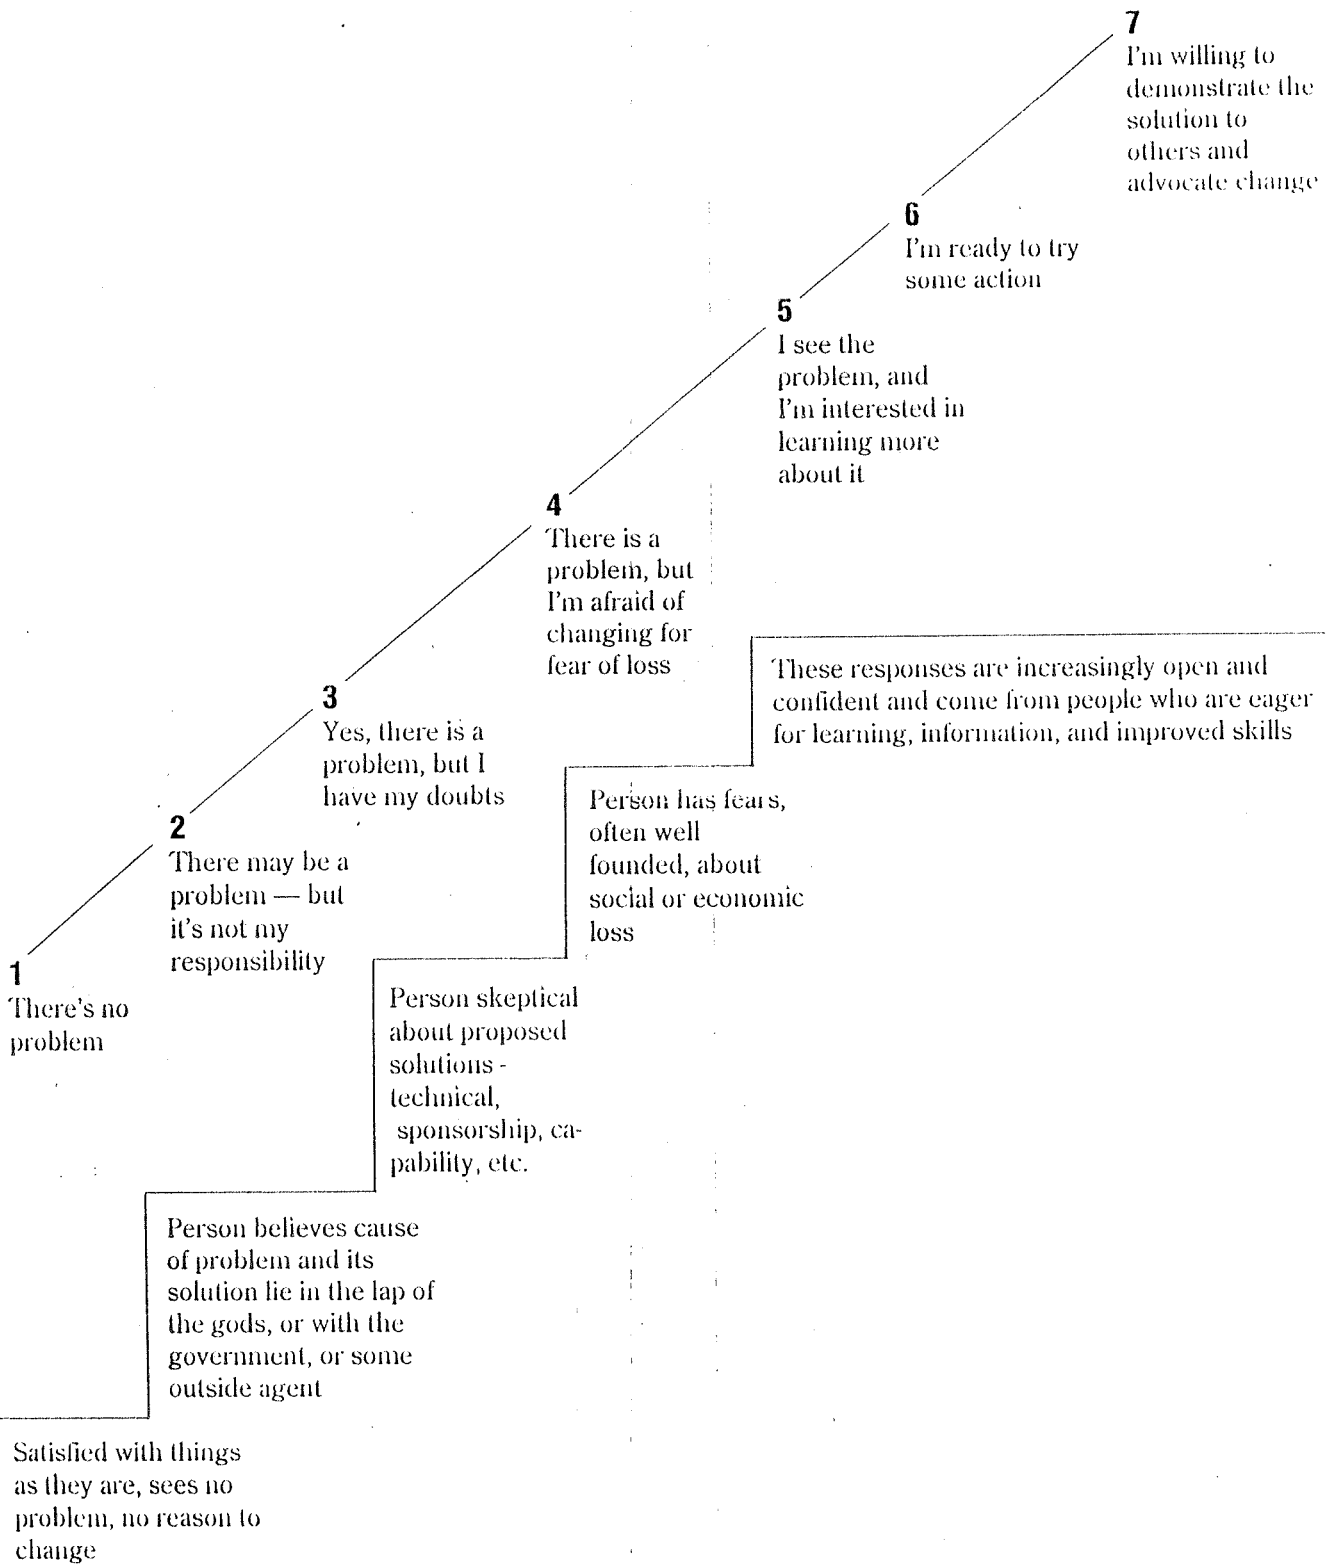 7
I'm willing to
demonstrate the
solution to
others and
advocate change
6
I'm ready to try
some action
5
I see the
problem, and
I'm interested in
learning more
about it
4
There is a
problem, but
I'm afraid of
changing for
fear of loss
3
Yes, there is a
problem, but I
have my doubts
2
There may be a
problem — but
it's not my
responsibility
1
There's no
problem
These responses are increasingly open and
confident and come from people who are eager
for learning, information, and improved skills
Person has fears,
often well
founded, about
social or economic
loss
Person skeptical
about proposed
solutions -
technical,
sponsorship, ca-
pability, etc.
Person believes cause
of problem and its
solution lie in the lap of
the gods, or with the
government, or some
outside agent
Satisfied with things
as they are, sees no
problem, no reason to
change